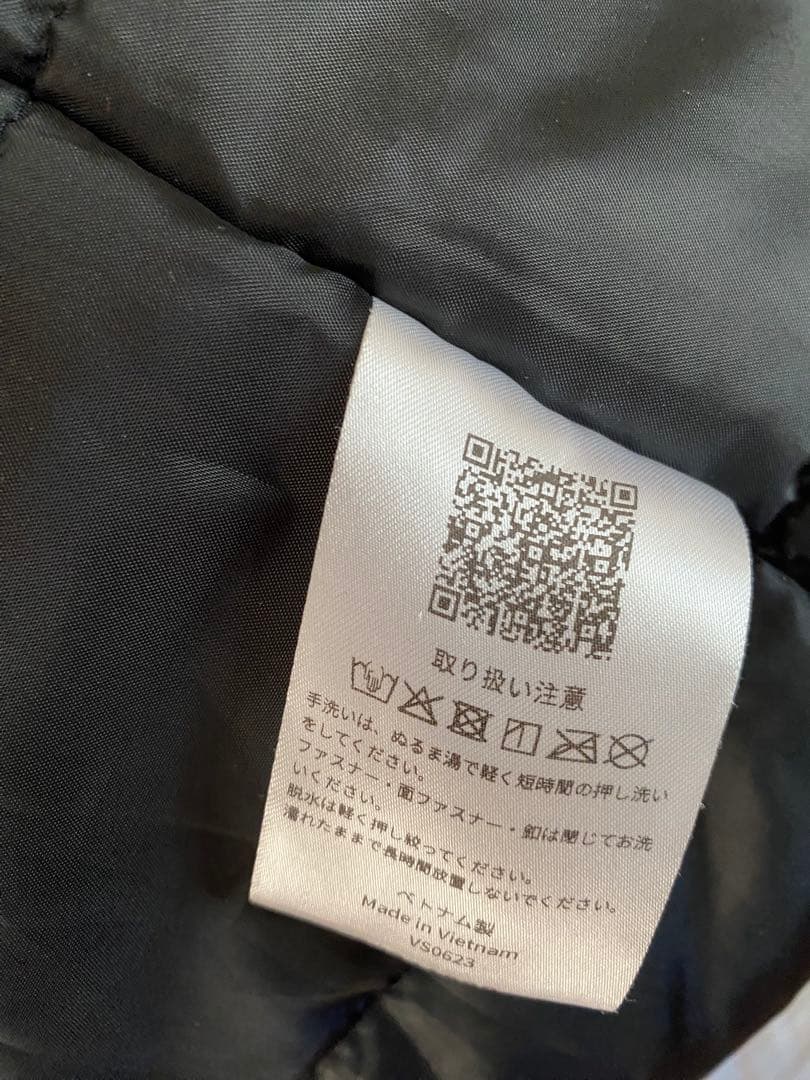 取り扱い注意
手洗いは、ぬるま湯で軽く短時間の押し洗い
をしてください。
ファスナー・面ファスナー・釦は閉じてお洗
いください。
脱水は軽く押し絞ってください。
濡れたままで長時間放置しないでください。
ベトナム製
Made in Vietnam
VS0623